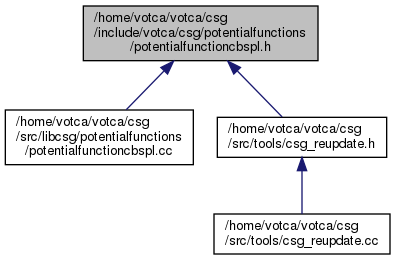 /home/votca/votca/csg
/include/votca/csg/potentialfunctions
/potentialfunctioncbspl.h
/home/votca/votca/csg
/src/libcsg/potentialfunctions
/potentialfunctioncbspl.cc
/home/votca/votca/csg
/src/tools/csg_reupdate.h
/home/votca/votca/csg
/src/tools/csg_reupdate.cc